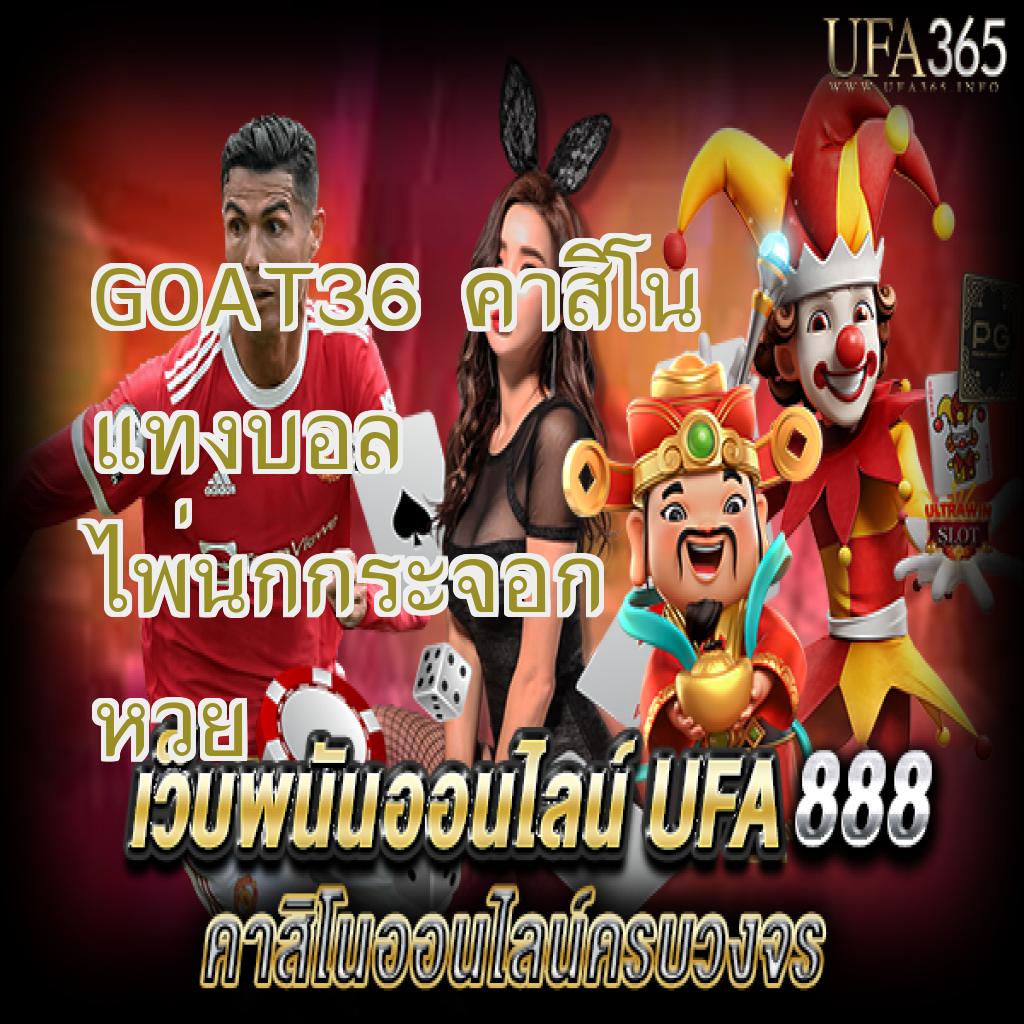 UFA365
WWW.UFA365.INFO
GOAT36 คาสิโน
แทงบอล
ไพ่นกกระจอก
หวย
PG
ULTRAWIN
SLOT
เว็บพนันออนไลน์ UFA 888
คาสิโนออนไลน์ครบวงจร